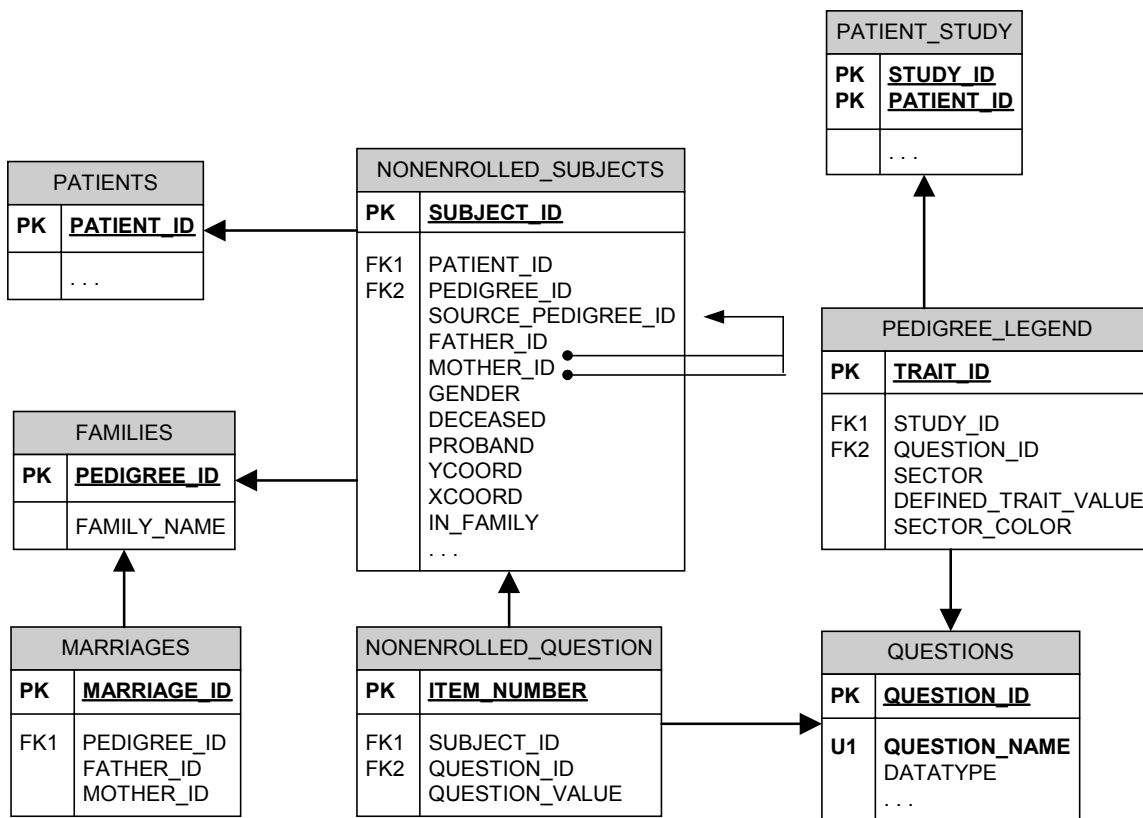 PATIENT_STUDY
PK STUDY_ID
PK PATIENT_ID
. . .
PATIENTS
PK PATIENT_ID
. . .
NONENROLLED_SUBJECTS
PK SUBJECT_ID
FK1 PATIENT_ID
FK2 PEDIGREE_ID
SOURCE_PEDIGREE_ID
FATHER_ID
MOTHER_ID
GENDER
DECEASED
PROBAND
YCOORD
XCOORD
IN_FAMILY
. . .
PEDIGREE_LEGEND
PK TRAIT_ID
FK1 STUDY_ID
FK2 QUESTION_ID
SECTOR
DEFINED_TRAIT_VALUE
SECTOR_COLOR
FAMILIES
PK PEDIGREE_ID
FAMILY_NAME
MARRIAGES
PK MARRIAGE_ID
FK1 PEDIGREE_ID
FATHER_ID
MOTHER_ID
NONENROLLED_QUESTION
PK ITEM_NUMBER
FK1 SUBJECT_ID
FK2 QUESTION_ID
QUESTION_VALUE
QUESTIONS
PK QUESTION_ID
U1 QUESTION_NAME
DATATYPE
. . .